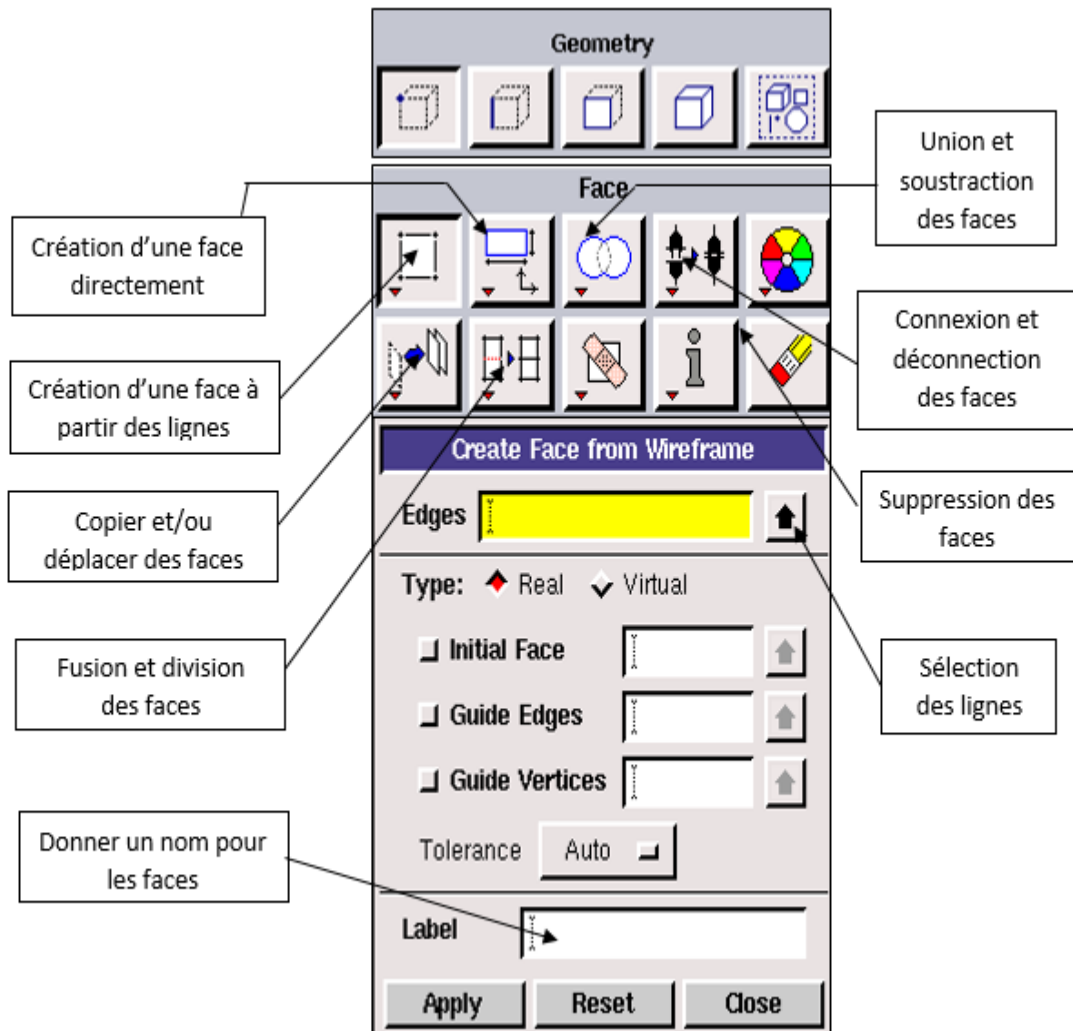 Geometry
Face
Union et
soustraction
des faces
Création d’une face
directement
Connexion et
déconnection
des faces
Création d’une face à
partir des lignes
Create Face from Wireframe
Edges
Copier et/ou
déplacer des faces
Suppression des
faces
Type: Real Virtual
Initial Face
Fusion et division
des faces
Sélection
des lignes
Guide Edges
Guide Vertices
Donner un nom pour
les faces
Tolerance Auto
Label
Apply Reset Close